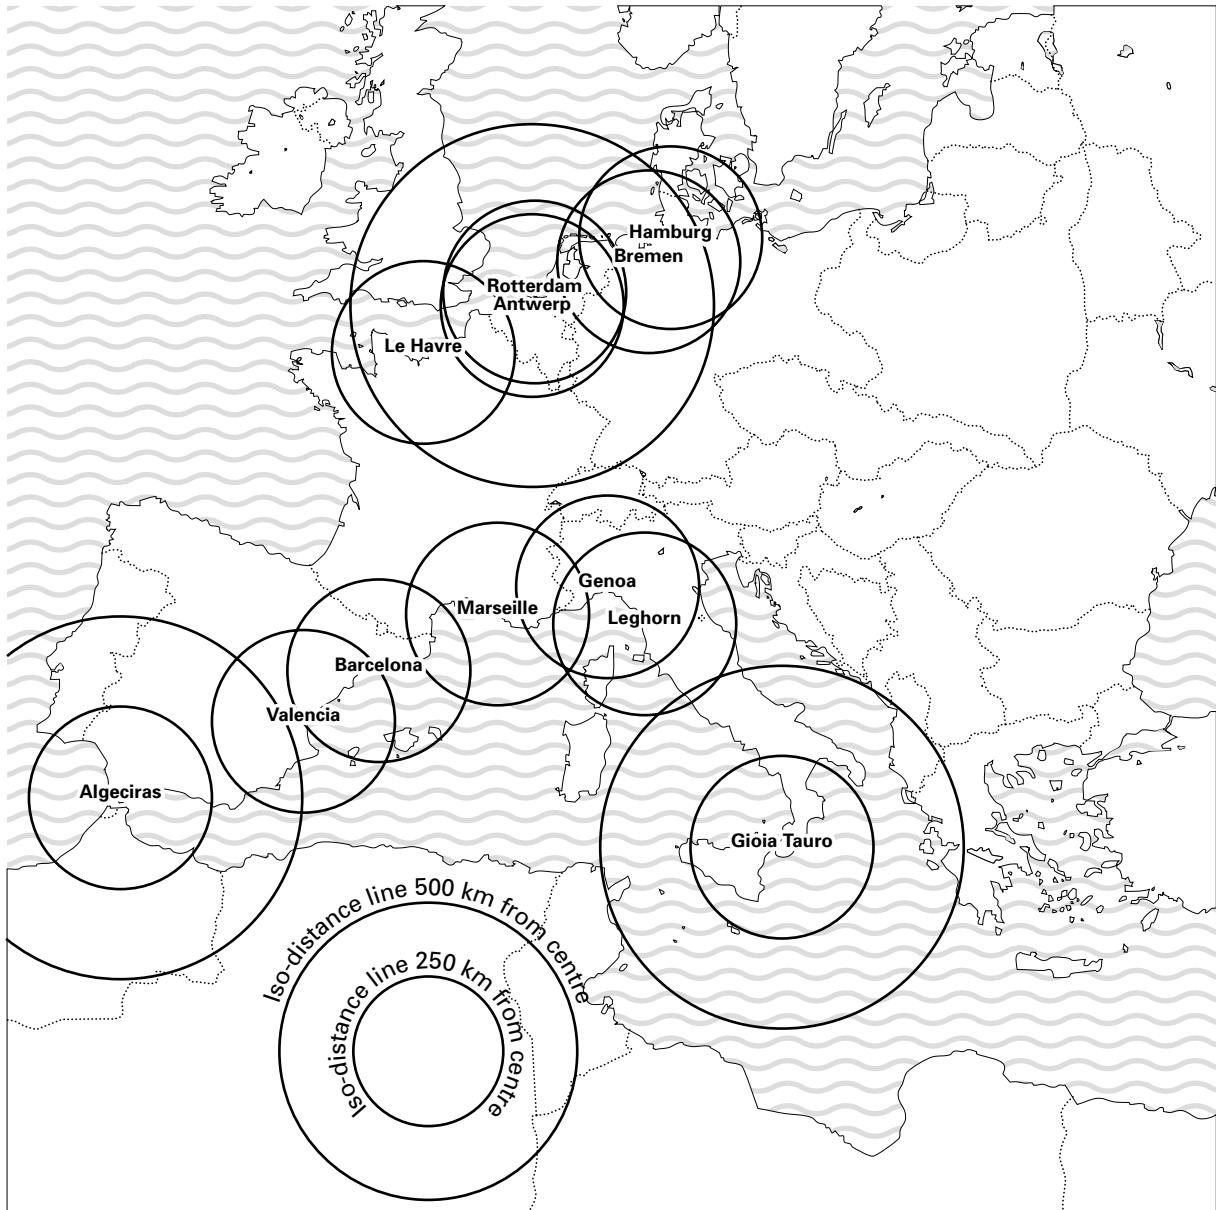 Hamburg
Bremen
Rotterdam
Antwerp
Le Havre
Genoa
Marseille
Leghorn
Barcelona
Valencia
Algeciras
Gioia Tauro
Iso-distance line 500 km from centre
Iso-distance line 250 km from centre